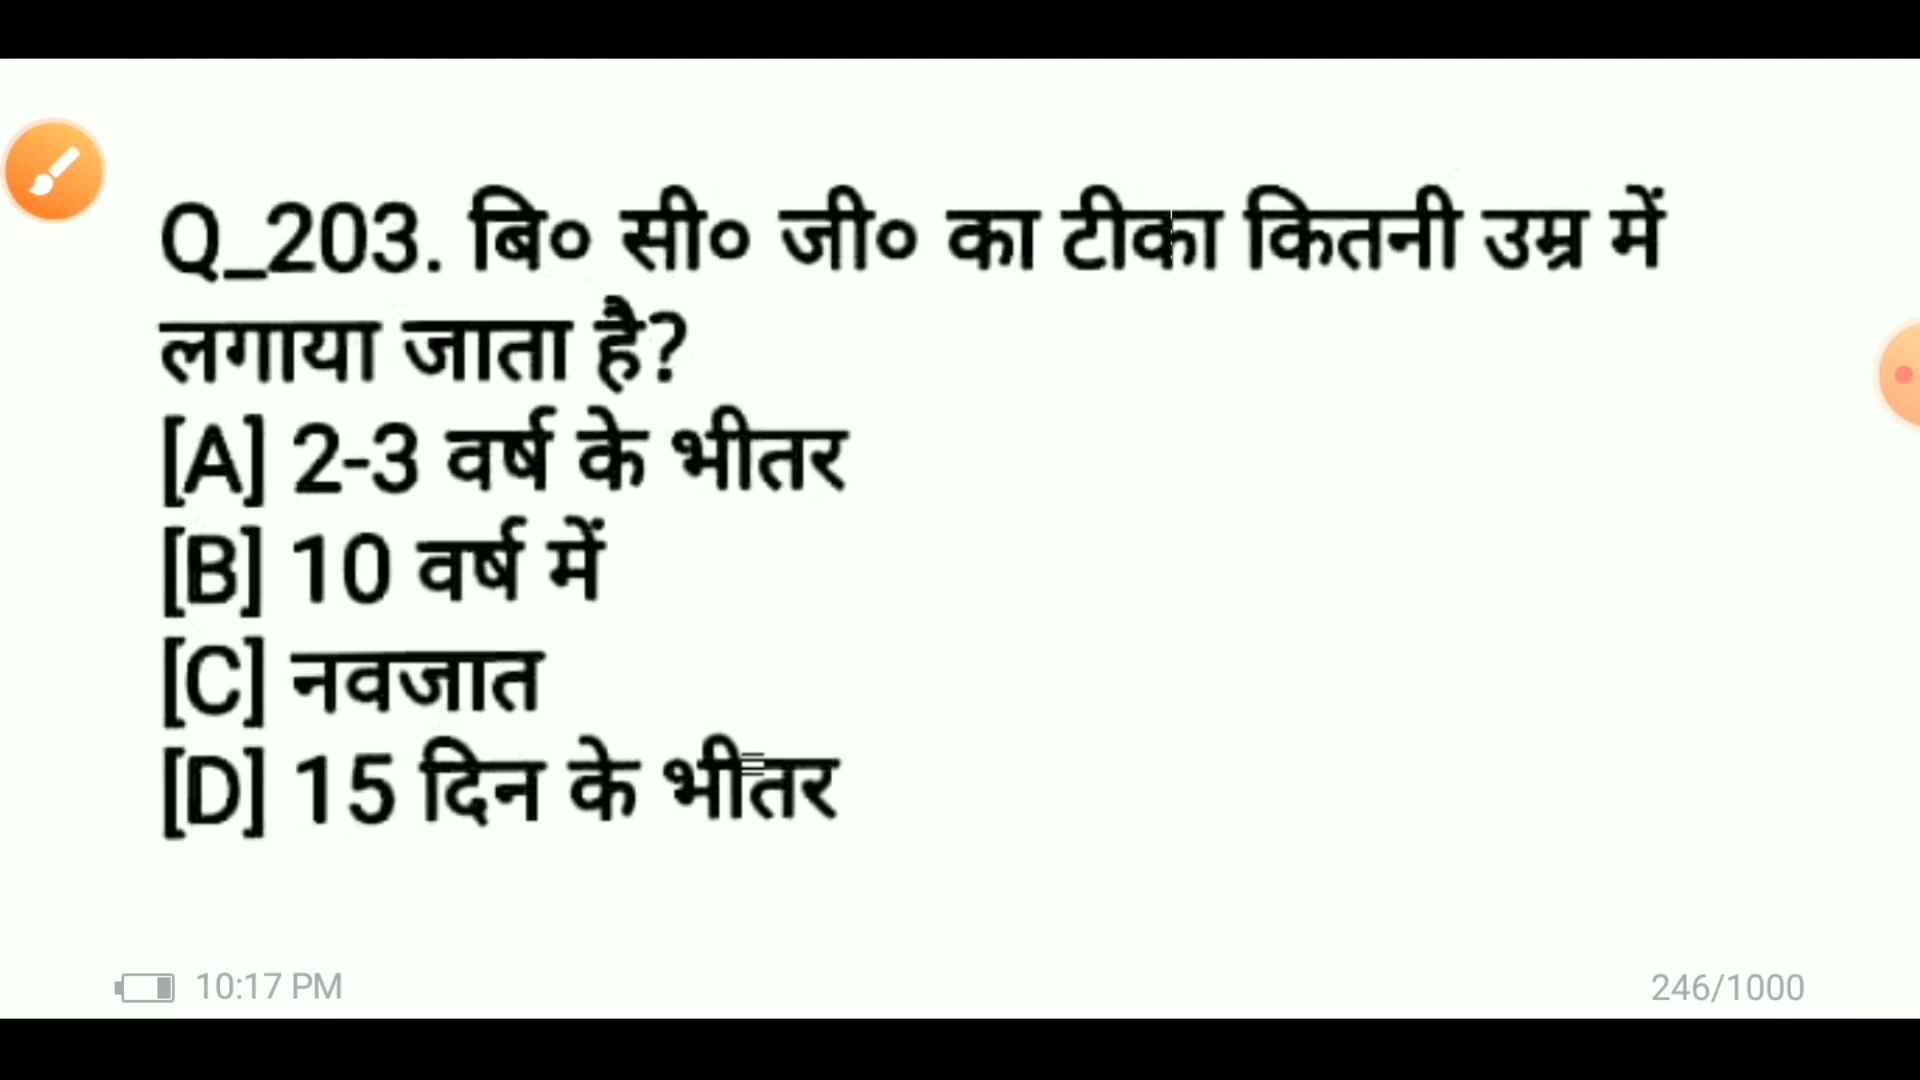 Q_203. बि० सी० जी० का टीका कितनी उम्र में
लगाया जाता है?
[A] 2-3 वर्ष के भीतर
[B] 10 वर्ष में
[C] नवजात
[D] 15 दिन के भीतर
10:17 PM
246/1000